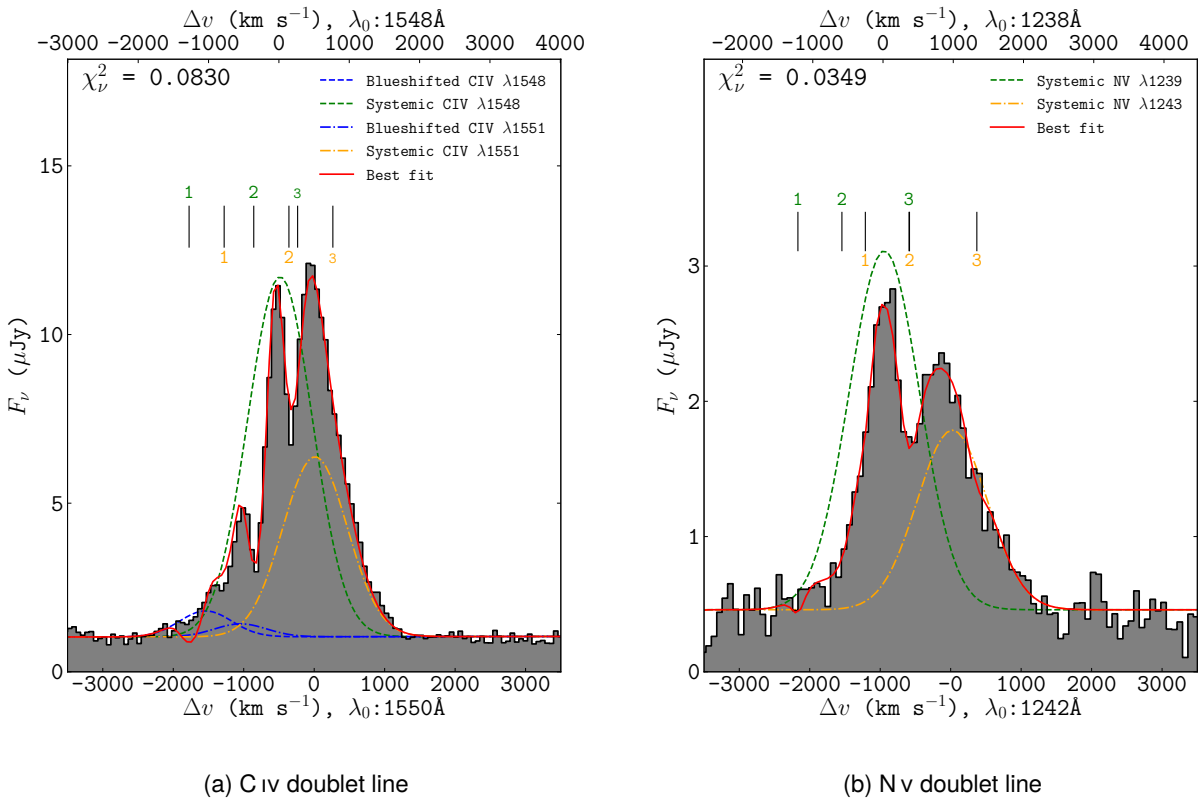 Δv (km s⁻¹), λ₀:1548Å
−3000 −2000 −1000 0 1000 2000 3000 4000
χ²ᵥ = 0.0830
Blueshifted CIV λ1548
Systemic CIV λ1548
Blueshifted CIV λ1551
Systemic CIV λ1551
Best fit
1 2 3
1 2 3
15
10
5
0
Fᵥ (μJy)
−3000 −2000 −1000 0 1000 2000 3000
Δv (km s⁻¹), λ₀:1550Å
(a) C IV doublet line
Δv (km s⁻¹), λ₀:1238Å
−2000 −1000 0 1000 2000 3000 4000
χ²ᵥ = 0.0349
Systemic NV λ1239
Systemic NV λ1243
Best fit
1 2 3
1 2 3
3
2
1
0
Fᵥ (μJy)
−3000 −2000 −1000 −0 1000 2000 3000
Δv (km s⁻¹), λ₀:1242Å
(b) N V doublet line